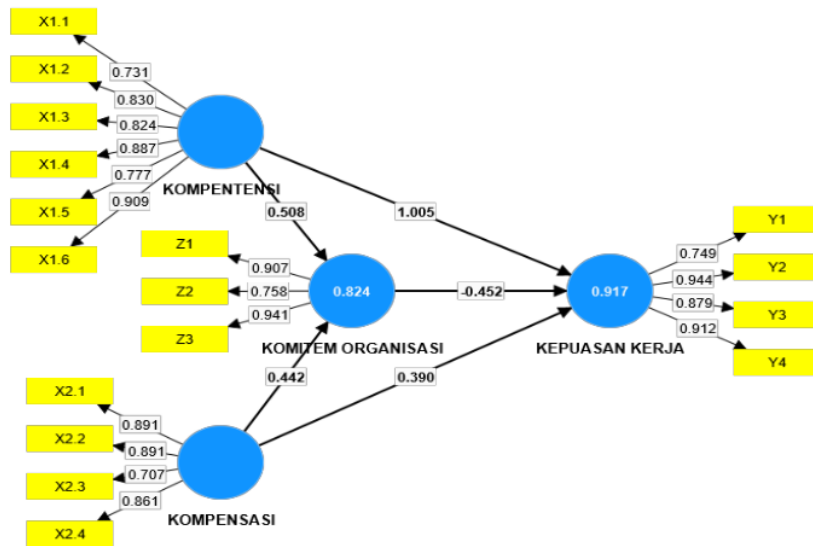 X1.1
X1.2
X1.3
X1.4
X1.5
X1.6
0.731
0.830
0.824
0.887
0.777
0.909
KOMPENTENSI
0.508
1.005
Z1
Z2
Z3
0.907
0.758
0.941
0.824
KOMITEM ORGANISASI
-0.452
0.917
KEPUASAN KERJA
0.749
0.944
0.879
0.912
Y1
Y2
Y3
Y4
0.442
0.390
X2.1
X2.2
X2.3
X2.4
0.891
0.891
0.707
0.861
KOMPENSASI